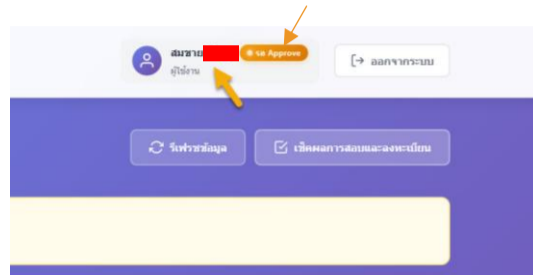 สมชาย
รอ Approve
ผู้ใช้งาน
ออกจากระบบ
รีเฟรชข้อมูล
เช็คผลการสอบและลงทะเบียน